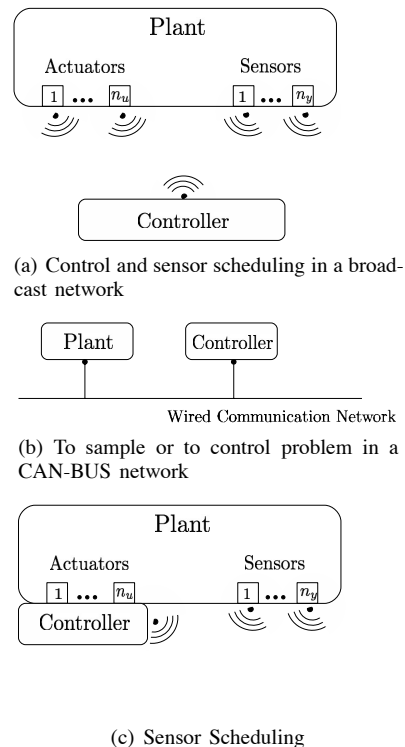 Plant
Actuators Sensors
1 ... n_u 1 ... n_y
Controller
(a) Control and sensor scheduling in a broad-
cast network
Plant Controller
Wired Communication Network
(b) To sample or to control problem in a
CAN-BUS network
Plant
Actuators Sensors
1 ... n_u 1 ... n_y
Controller
(c) Sensor Scheduling